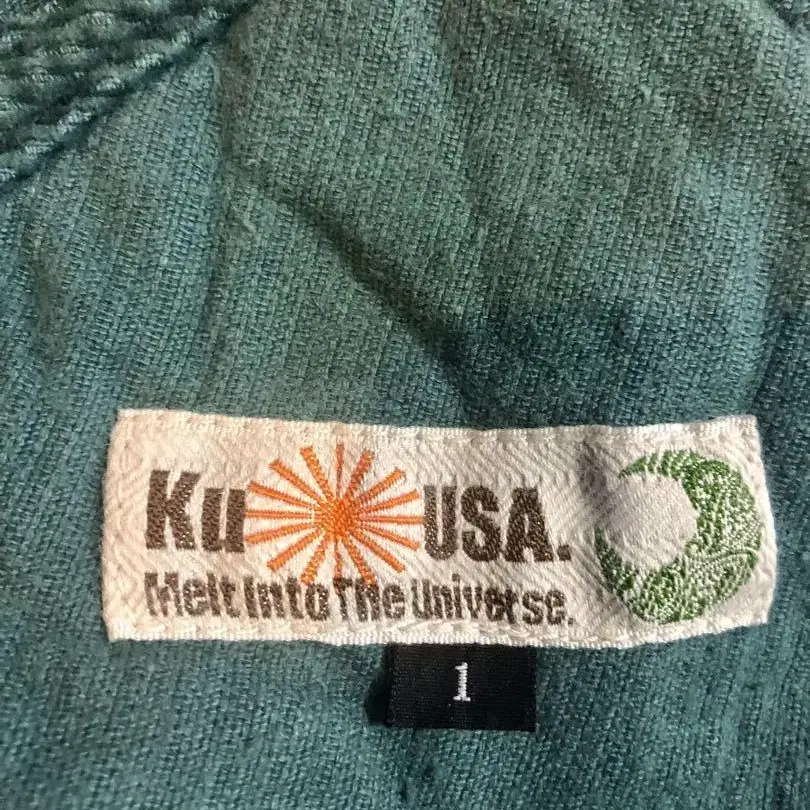 Ku USA.
Melt Into The Universe.
1